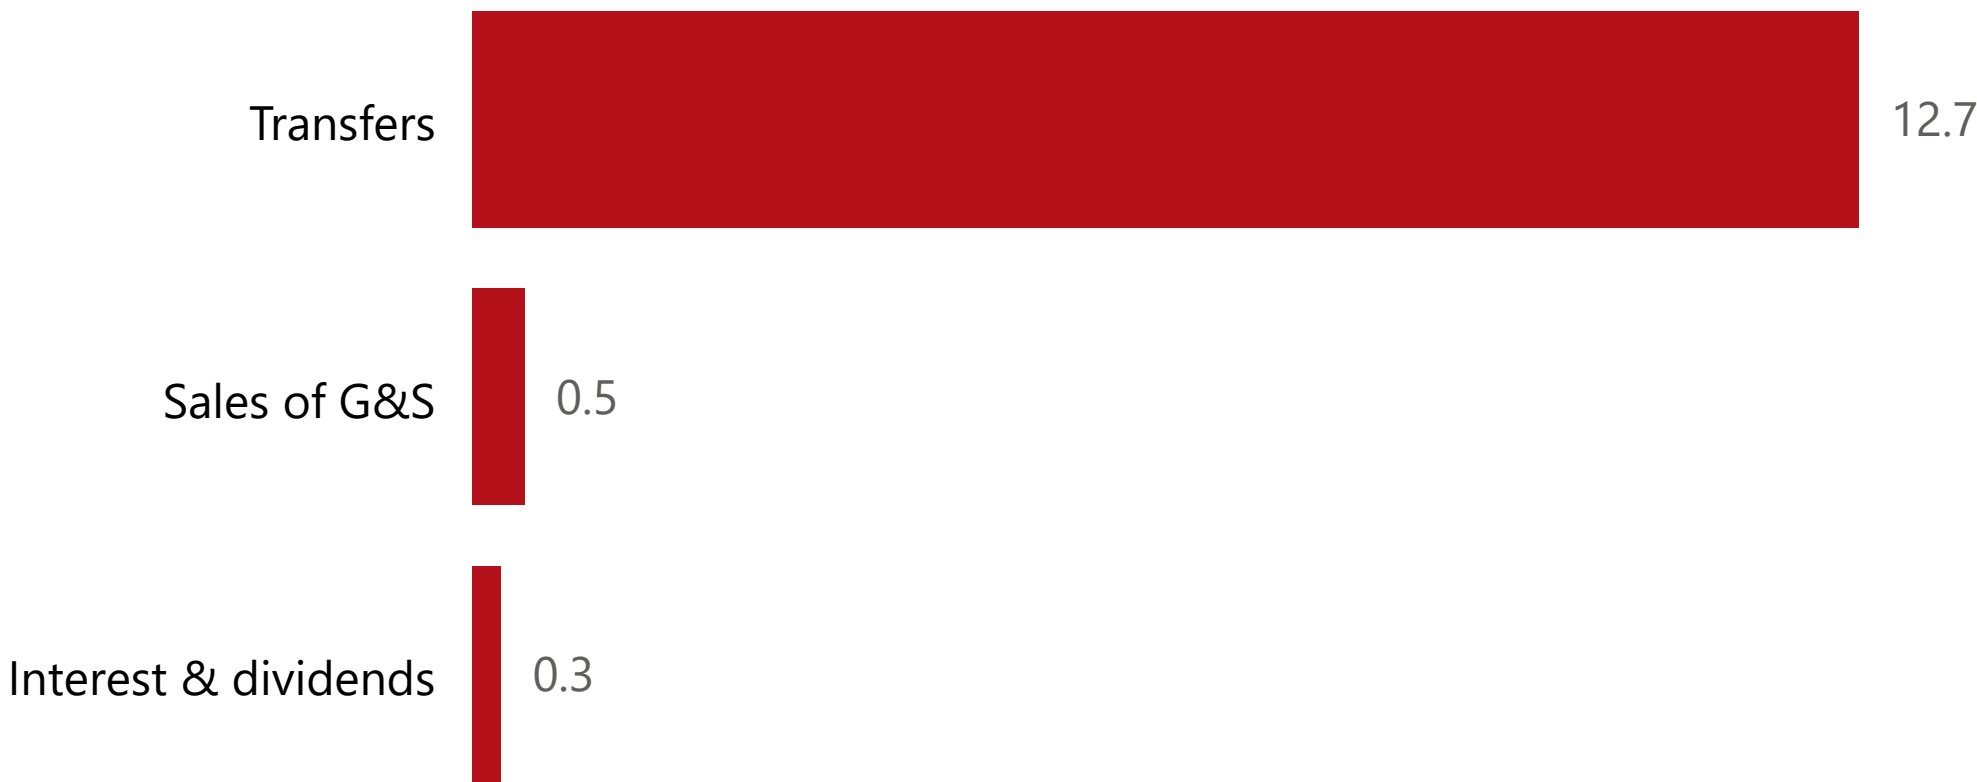 Transfers 12.7
Sales of G&S 0.5
Interest & dividends 0.3